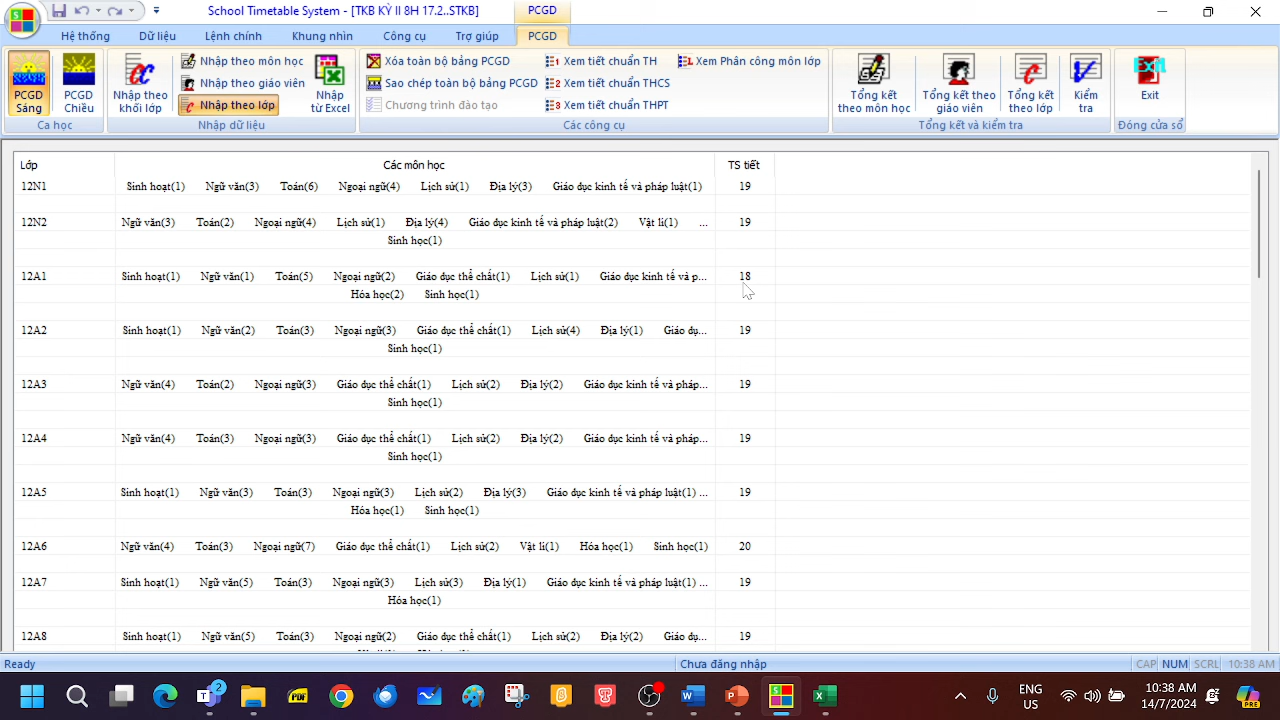 School Timetable System - [TKB KỲ II 8H 17.2..STKB]
PCGD
Hệ thống Dữ liệu Lệnh chính Khung nhìn Công cụ Trợ giúp PCGD
PCGD Sáng
PCGD Chiều
Ca học
Nhập theo khối lớp
Nhập theo môn học
Nhập theo giáo viên
Nhập theo lớp
Nhập từ Excel
Nhập dữ liệu
Xóa toàn bộ bảng PCGD
Sao chép toàn bộ bảng PCGD
Chương trình đào tạo
Xem tiết chuẩn TH
Xem tiết chuẩn THCS
Xem tiết chuẩn THPT
Xem Phân công môn lớp
Các công cụ
Tổng kết theo môn học
Tổng kết theo giáo viên
Tổng kết theo lớp
Kiểm tra
Tổng kết và kiểm tra
Exit
Exit
Đóng cửa sổ
Lớp Các môn học TS tiết
12N1 Sinh hoạt(1) Ngữ văn(3) Toán(6) Ngoại ngữ(4) Lịch sử(1) Địa lý(3) Giáo dục kinh tế và pháp luật(1) 19
12N2 Ngữ văn(3) Toán(2) Ngoại ngữ(4) Lịch sử(1) Địa lý(4) Giáo dục kinh tế và pháp luật(2) Vật lí(1) ... 19
Sinh học(1)
12A1 Sinh hoạt(1) Ngữ văn(1) Toán(5) Ngoại ngữ(2) Giáo dục thể chất(1) Lịch sử(1) Giáo dục kinh tế và p... 18
Hóa học(2) Sinh học(1)
12A2 Sinh hoạt(1) Ngữ văn(2) Toán(3) Ngoại ngữ(3) Giáo dục thể chất(1) Lịch sử(4) Địa lý(1) Giáo dụ... 19
Sinh học(1)
12A3 Ngữ văn(4) Toán(2) Ngoại ngữ(3) Giáo dục thể chất(1) Lịch sử(2) Địa lý(2) Giáo dục kinh tế và pháp... 19
Sinh học(1)
12A4 Ngữ văn(4) Toán(3) Ngoại ngữ(3) Giáo dục thể chất(1) Lịch sử(2) Địa lý(2) Giáo dục kinh tế và pháp... 19
Sinh học(1)
12A5 Sinh hoạt(1) Ngữ văn(3) Toán(3) Ngoại ngữ(3) Lịch sử(2) Địa lý(3) Giáo dục kinh tế và pháp luật(1) ... 19
Hóa học(1) Sinh học(1)
12A6 Ngữ văn(4) Toán(3) Ngoại ngữ(7) Giáo dục thể chất(1) Lịch sử(2) Vật lí(1) Hóa học(1) Sinh học(1) 20
12A7 Sinh hoạt(1) Ngữ văn(5) Toán(3) Ngoại ngữ(3) Lịch sử(3) Địa lý(1) Giáo dục kinh tế và pháp luật(1) ... 19
Hóa học(1)
12A8 Sinh hoạt(1) Ngữ văn(5) Toán(3) Ngoại ngữ(2) Giáo dục thể chất(1) Lịch sử(2) Địa lý(2) Giáo dụ... 19
Ready Chưa đăng nhập CAP NUM SCRL 10:38 AM
ENG US
10:38 AM
14/7/2024